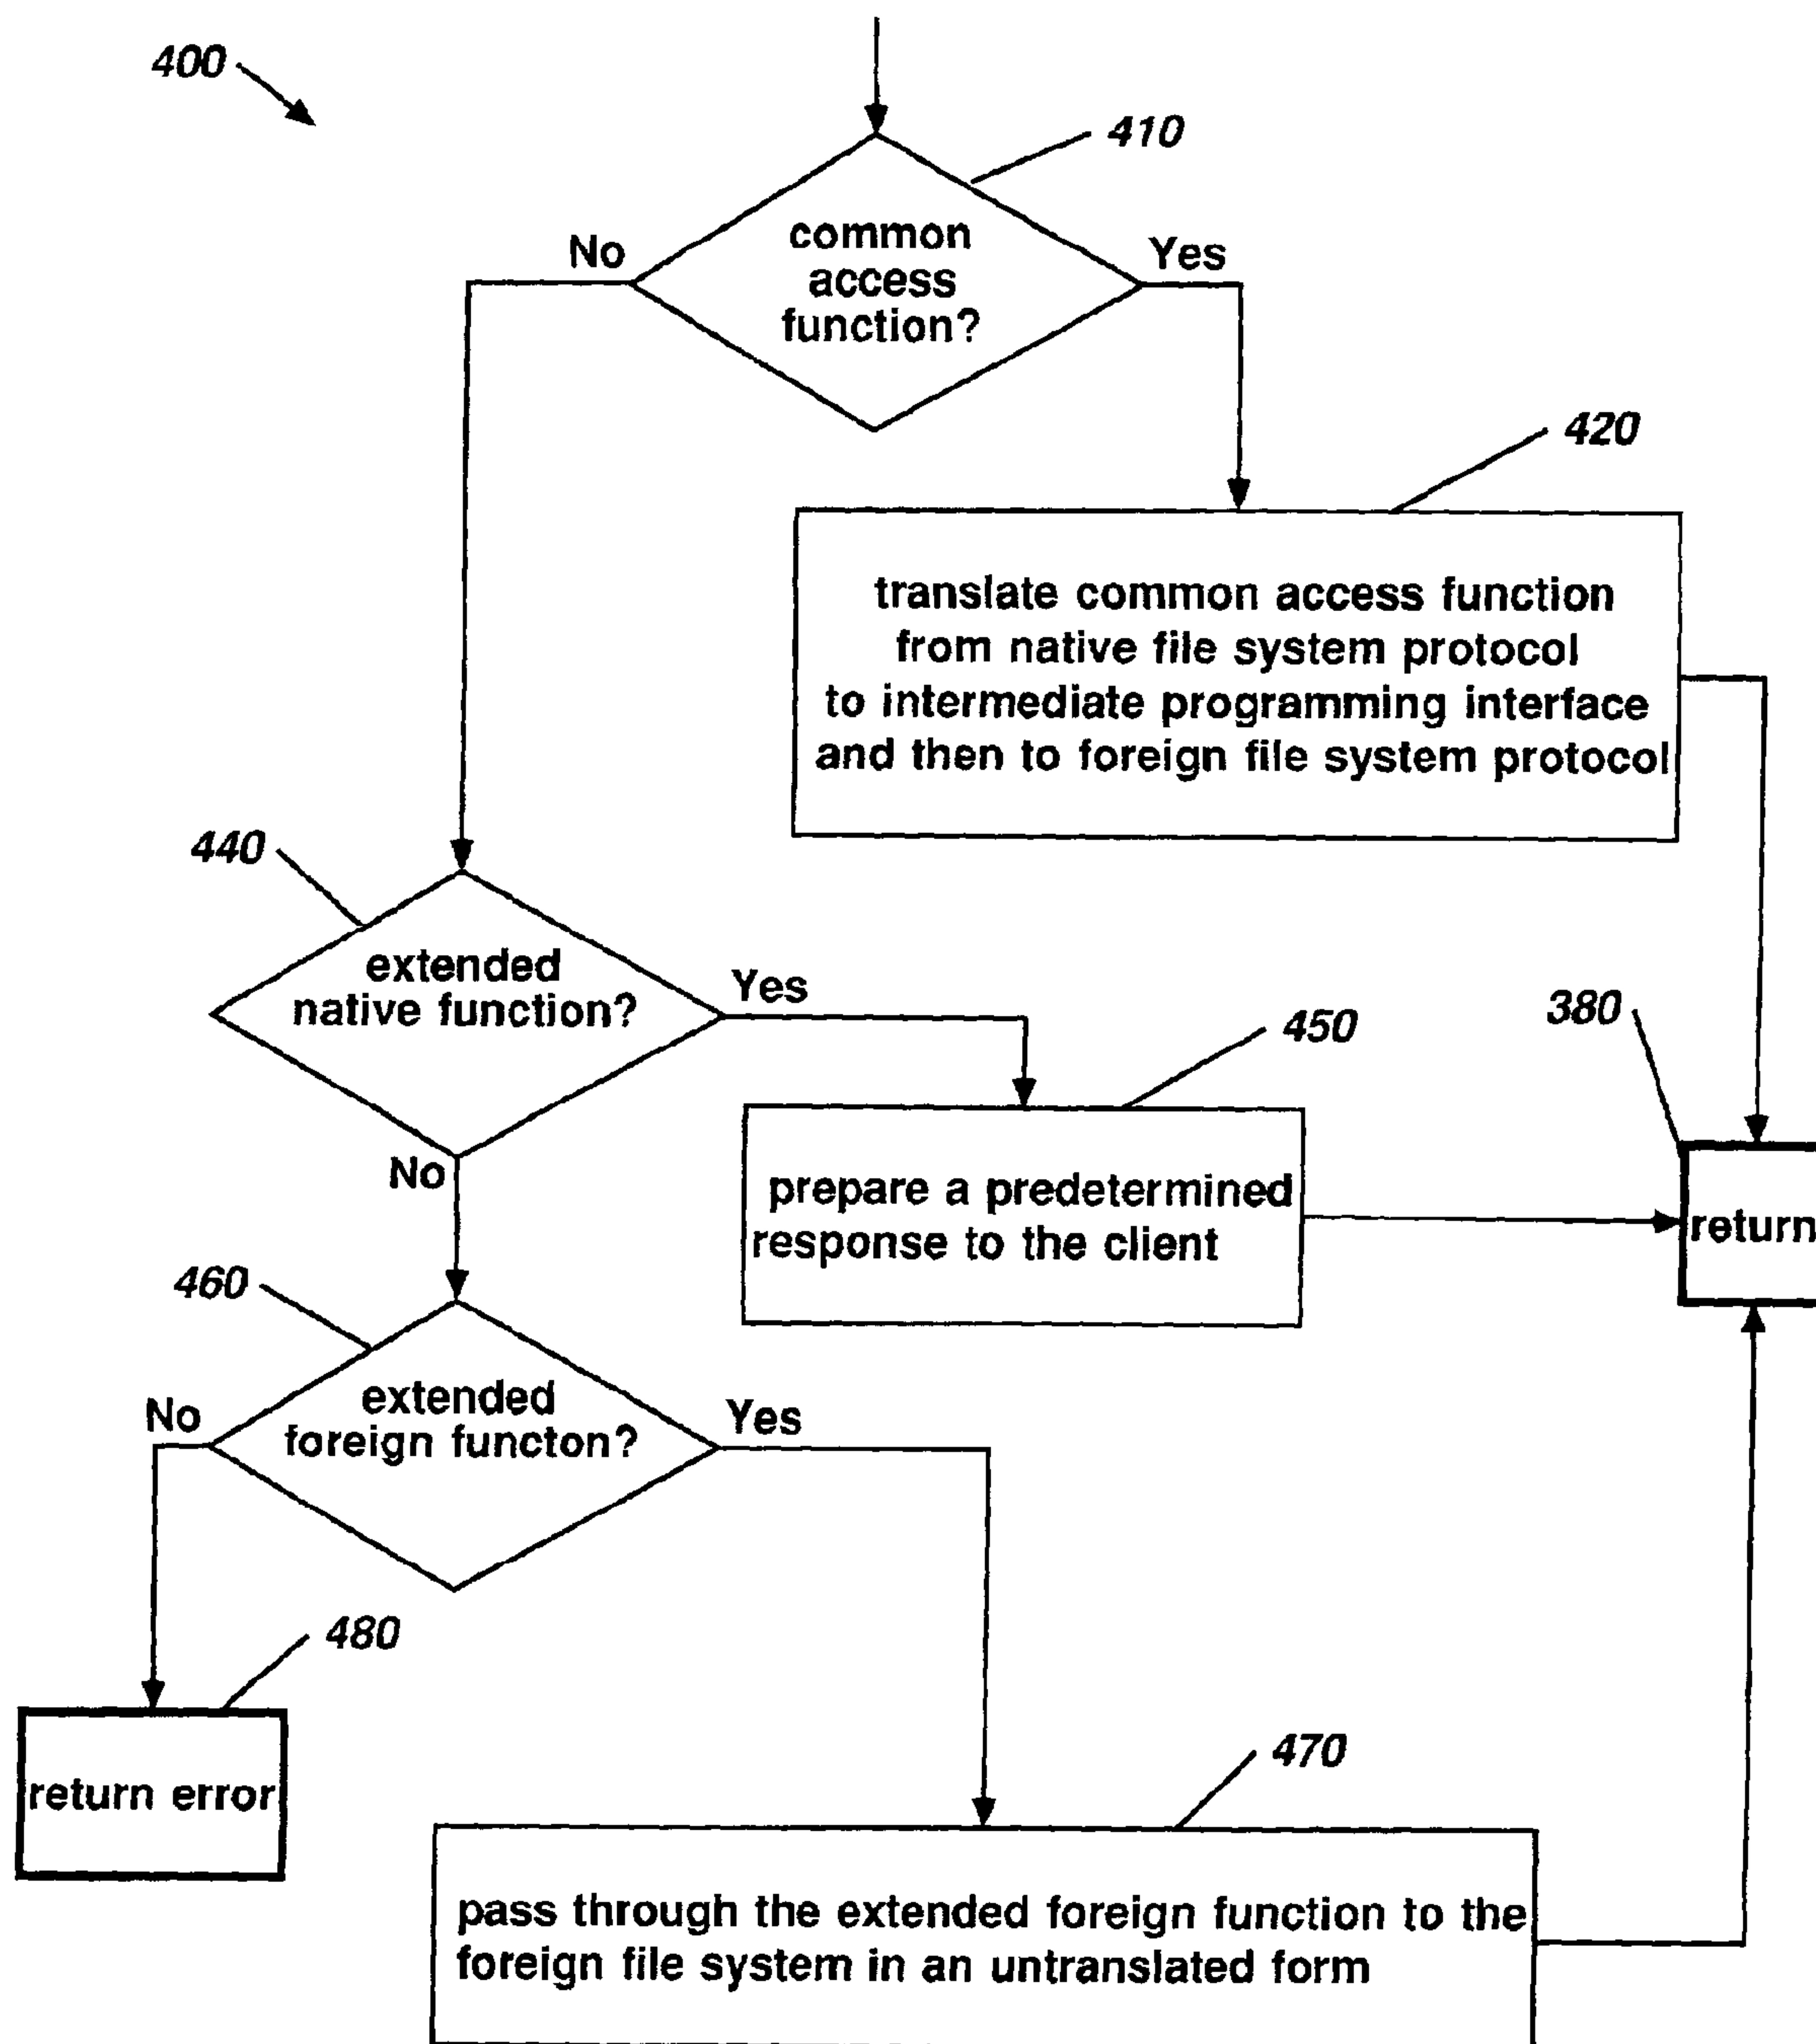 400
410
common
access
function?
No
Yes
420
translate common access function
from native file system protocol
to intermediate programming interface
and then to foreign file system protocol
440
extended
native function?
Yes
No
450
380
prepare a predetermined
response to the client
return
460
extended
foreign functon?
No
Yes
480
return error
470
pass through the extended foreign function to the
foreign file system in an untranslated form